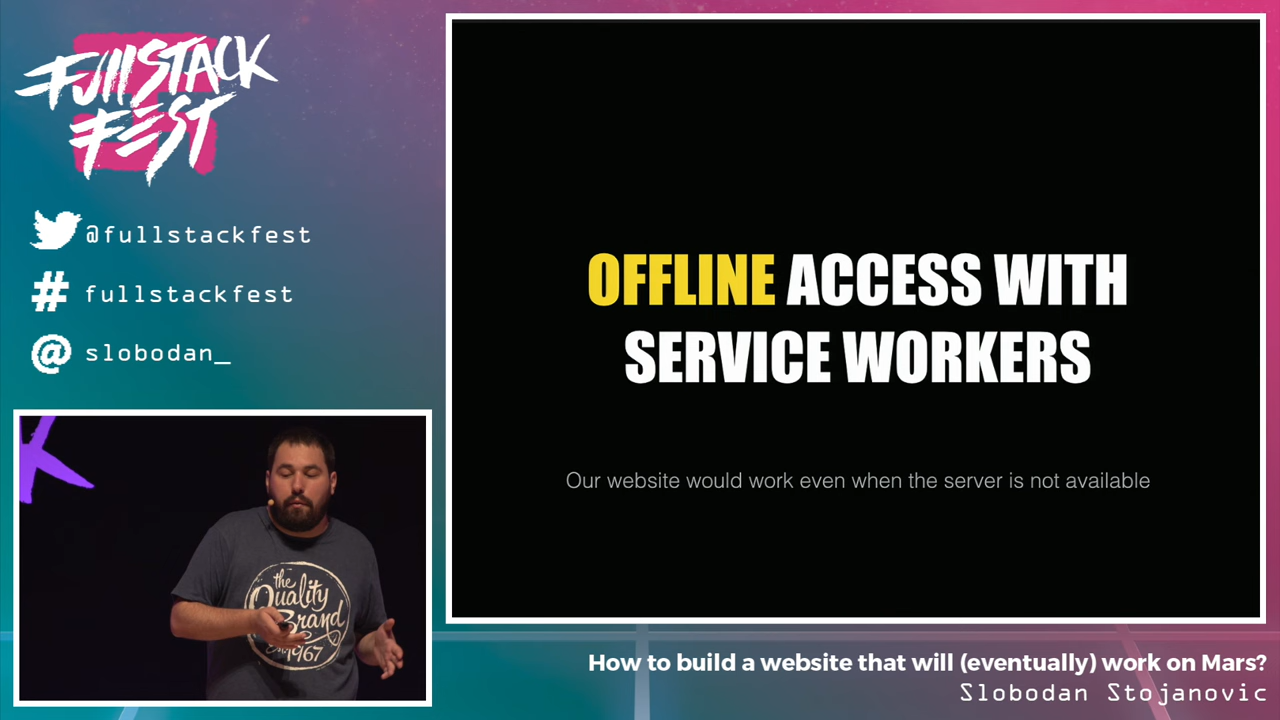 FullSTACK
FEST
@fullstackfest
# fullstackfest
@ slobodan_
OFFLINE ACCESS WITH
SERVICE WORKERS
Our website would work even when the server is not available
the
Quality
Brand
1967
How to build a website that will (eventually) work on Mars?
Slobodan Stojanovic